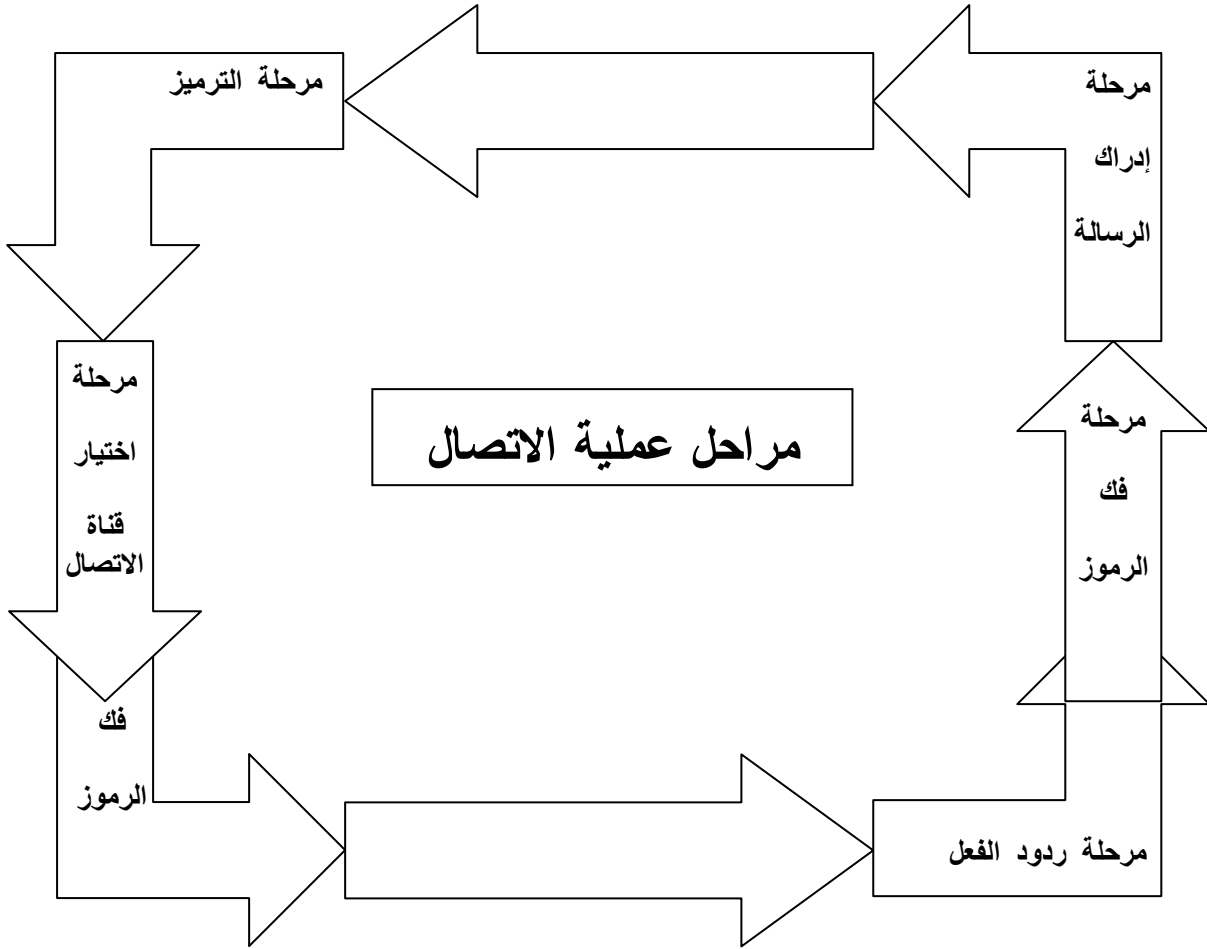 مرحلة
إدراك
الرسالة
مرحلة الترميز
مرحلة
اختيار
قناة
الاتصال
فك
الرموز
مرحلة ردود الفعل
مرحلة
فك
الرموز
مراحل عملية الاتصال